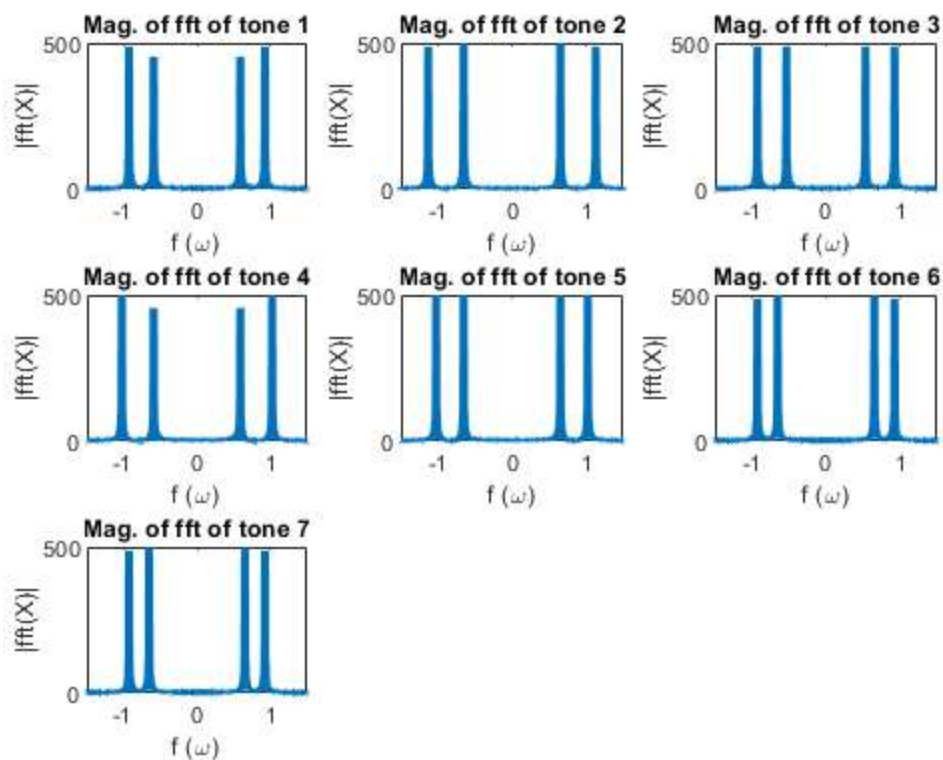 Mag. of fft of tone 1
500
|fft(X)|
0
-1 0 1
f (ω)
Mag. of fft of tone 2
500
|fft(X)|
0
-1 0 1
f (ω)
Mag. of fft of tone 3
500
|fft(X)|
0
-1 0 1
f (ω)
Mag. of fft of tone 4
500
|fft(X)|
0
-1 0 1
f (ω)
Mag. of fft of tone 5
500
|fft(X)|
0
-1 0 1
f (ω)
Mag. of fft of tone 6
500
|fft(X)|
0
-1 0 1
f (ω)
Mag. of fft of tone 7
500
|fft(X)|
0
-1 0 1
f (ω)